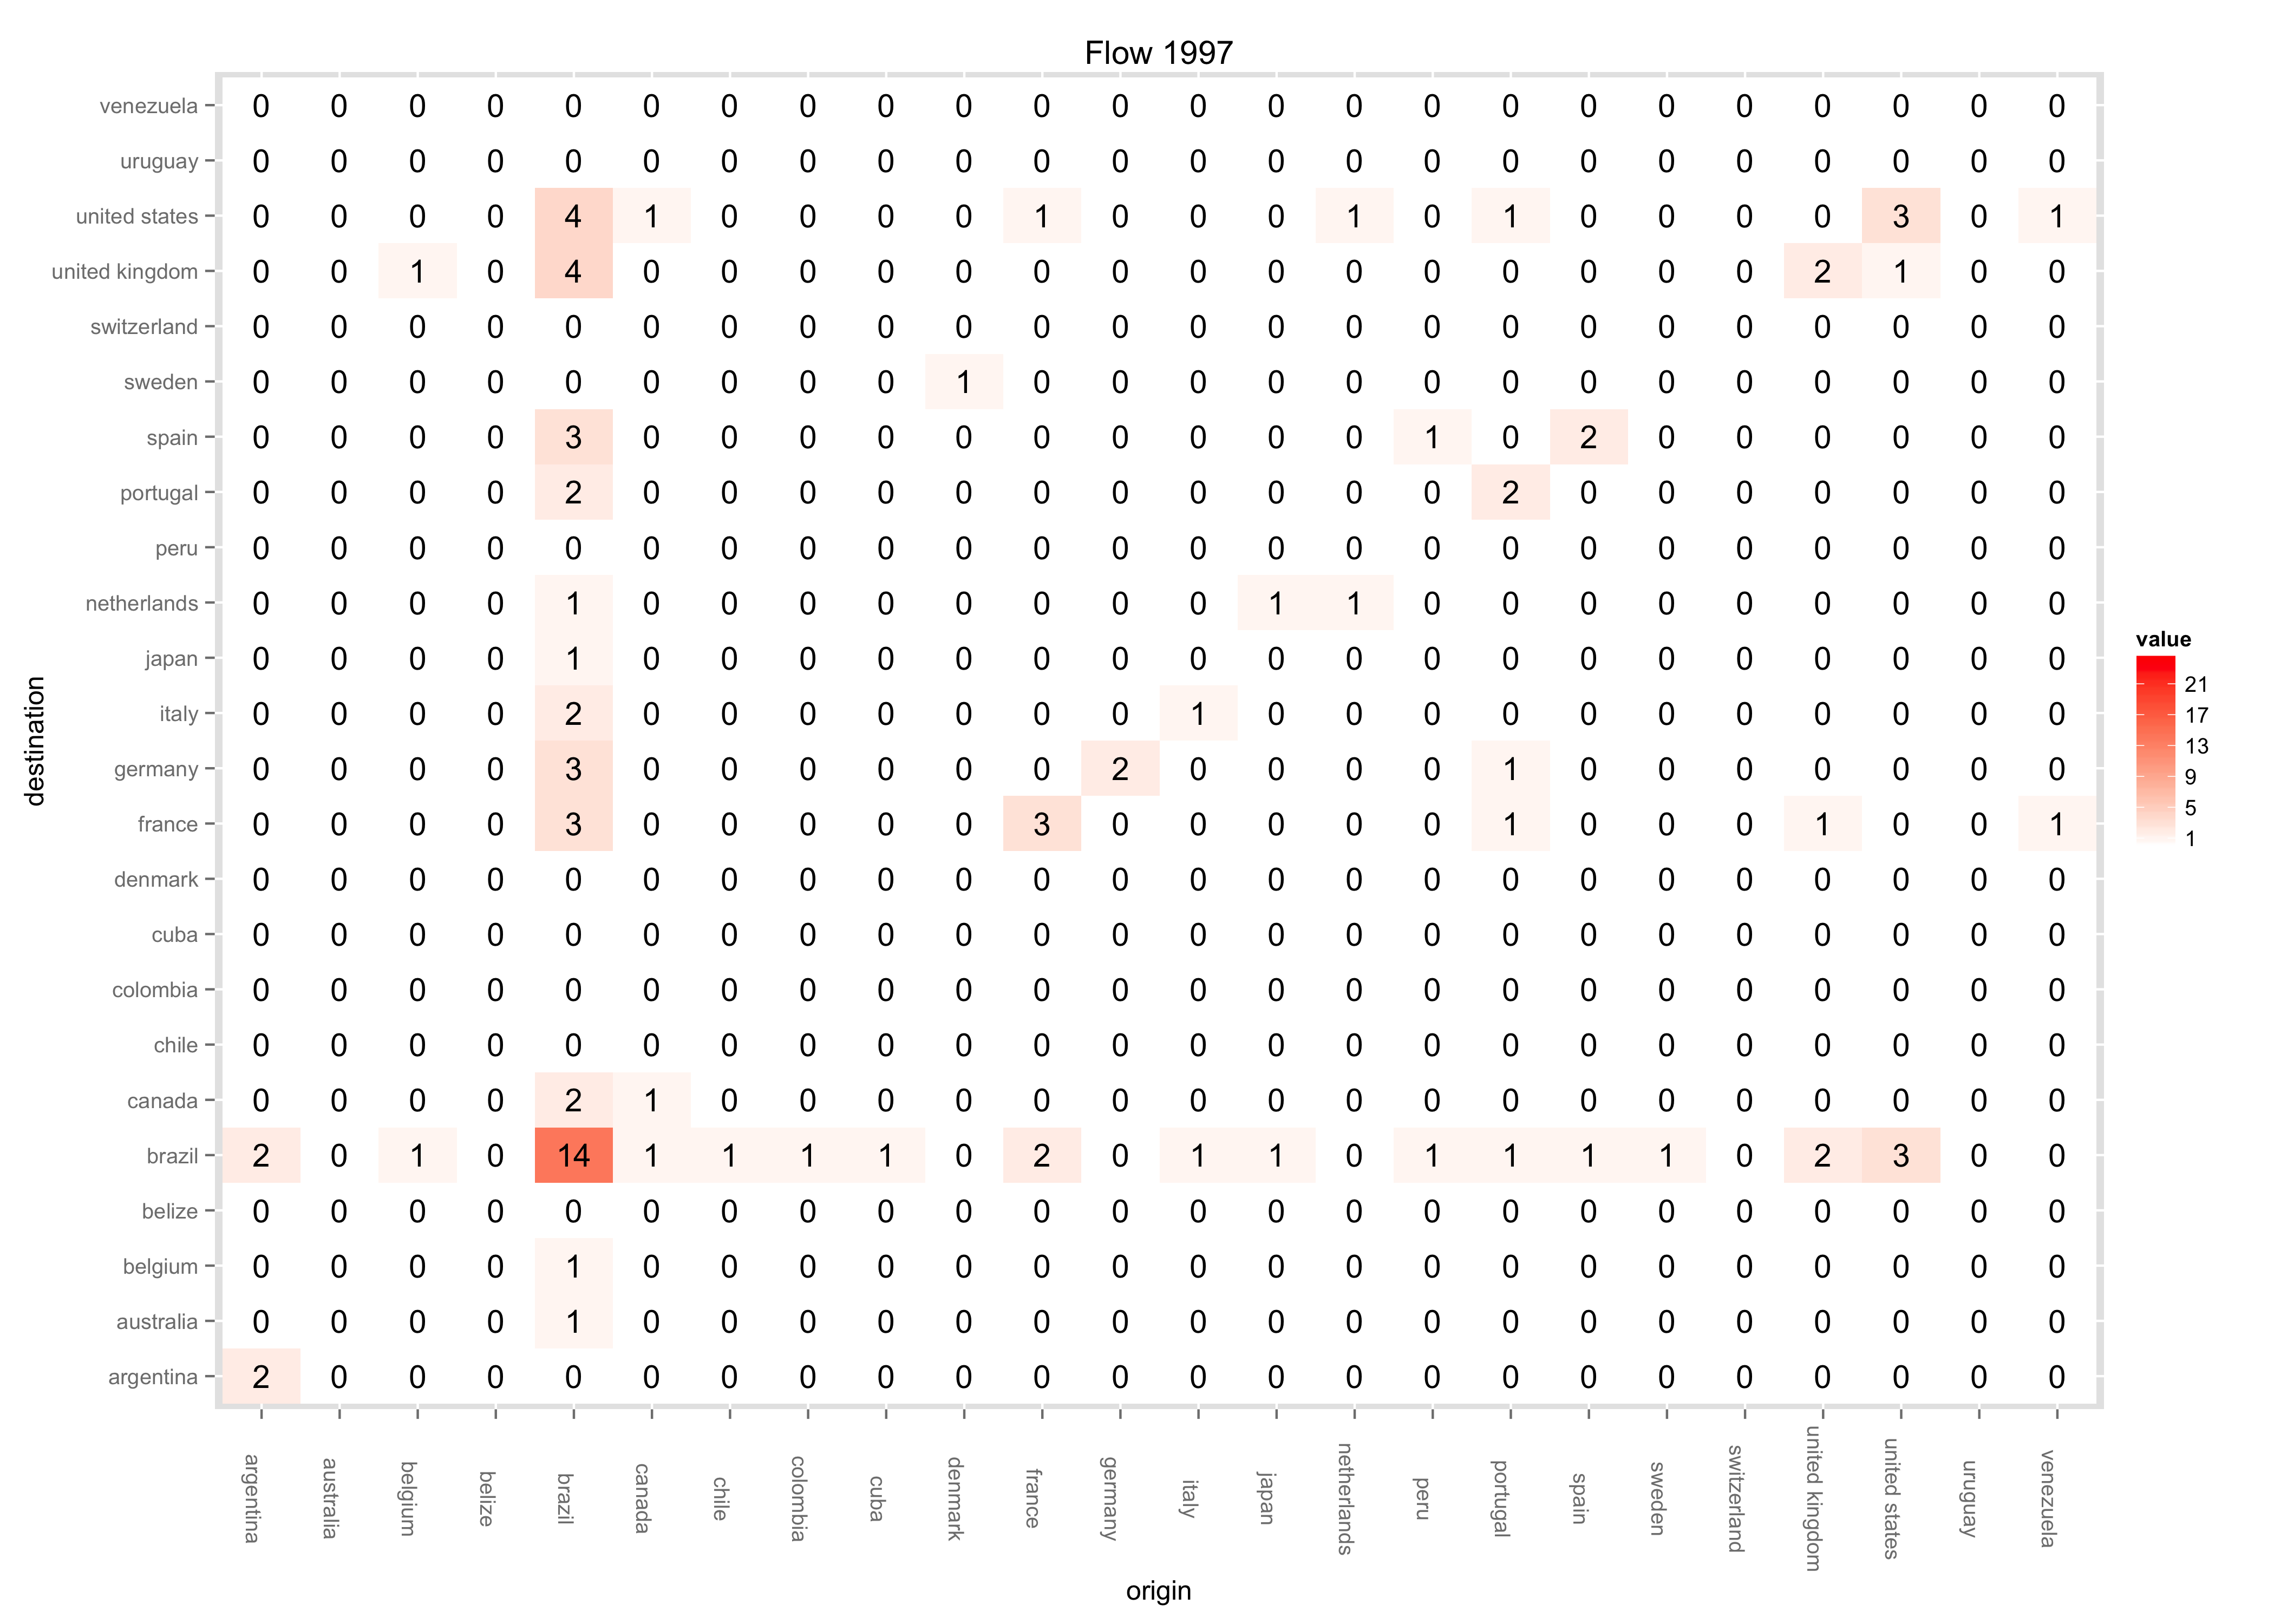 Flow 1997
venezuela 0 0 0 0 0 0 0 0 0 0 0 0 0 0 0 0 0 0 0 0 0 0 0 0
uruguay 0 0 0 0 0 0 0 0 0 0 0 0 0 0 0 0 0 0 0 0 0 0 0 0
united states 0 0 0 0 4 1 0 0 0 0 1 0 0 0 1 0 1 0 0 0 0 3 0 1
united kingdom 0 0 1 0 4 0 0 0 0 0 0 0 0 0 0 0 0 0 0 0 2 1 0 0
switzerland 0 0 0 0 0 0 0 0 0 0 0 0 0 0 0 0 0 0 0 0 0 0 0 0
sweden 0 0 0 0 0 0 0 0 0 1 0 0 0 0 0 0 0 0 0 0 0 0 0 0
spain 0 0 0 0 3 0 0 0 0 0 0 0 0 0 0 1 0 2 0 0 0 0 0 0
portugal 0 0 0 0 2 0 0 0 0 0 0 0 0 0 0 0 2 0 0 0 0 0 0 0
peru 0 0 0 0 0 0 0 0 0 0 0 0 0 0 0 0 0 0 0 0 0 0 0 0
netherlands 0 0 0 0 1 0 0 0 0 0 0 0 0 1 1 0 0 0 0 0 0 0 0 0
japan 0 0 0 0 1 0 0 0 0 0 0 0 0 0 0 0 0 0 0 0 0 0 0 0
italy 0 0 0 0 2 0 0 0 0 0 0 0 1 0 0 0 0 0 0 0 0 0 0 0
germany 0 0 0 0 3 0 0 0 0 0 0 2 0 0 0 0 1 0 0 0 0 0 0 0
france 0 0 0 0 3 0 0 0 0 0 3 0 0 0 0 0 1 0 0 0 1 0 0 1
denmark 0 0 0 0 0 0 0 0 0 0 0 0 0 0 0 0 0 0 0 0 0 0 0 0
cuba 0 0 0 0 0 0 0 0 0 0 0 0 0 0 0 0 0 0 0 0 0 0 0 0
colombia 0 0 0 0 0 0 0 0 0 0 0 0 0 0 0 0 0 0 0 0 0 0 0 0
chile 0 0 0 0 0 0 0 0 0 0 0 0 0 0 0 0 0 0 0 0 0 0 0 0
canada 0 0 0 0 2 1 0 0 0 0 0 0 0 0 0 0 0 0 0 0 0 0 0 0
brazil 2 0 1 0 14 1 1 1 1 0 2 0 1 1 0 1 1 1 1 0 2 3 0 0
belize 0 0 0 0 0 0 0 0 0 0 0 0 0 0 0 0 0 0 0 0 0 0 0 0
belgium 0 0 0 0 1 0 0 0 0 0 0 0 0 0 0 0 0 0 0 0 0 0 0 0
australia 0 0 0 0 1 0 0 0 0 0 0 0 0 0 0 0 0 0 0 0 0 0 0 0
argentina 2 0 0 0 0 0 0 0 0 0 0 0 0 0 0 0 0 0 0 0 0 0 0 0
argentina australia belgium belize brazil canada chile colombia cuba denmark france germany italy japan netherlands peru portugal spain sweden switzerland united kingdom united states uruguay venezuela
origin
destination
value
21
17
13
9
5
1